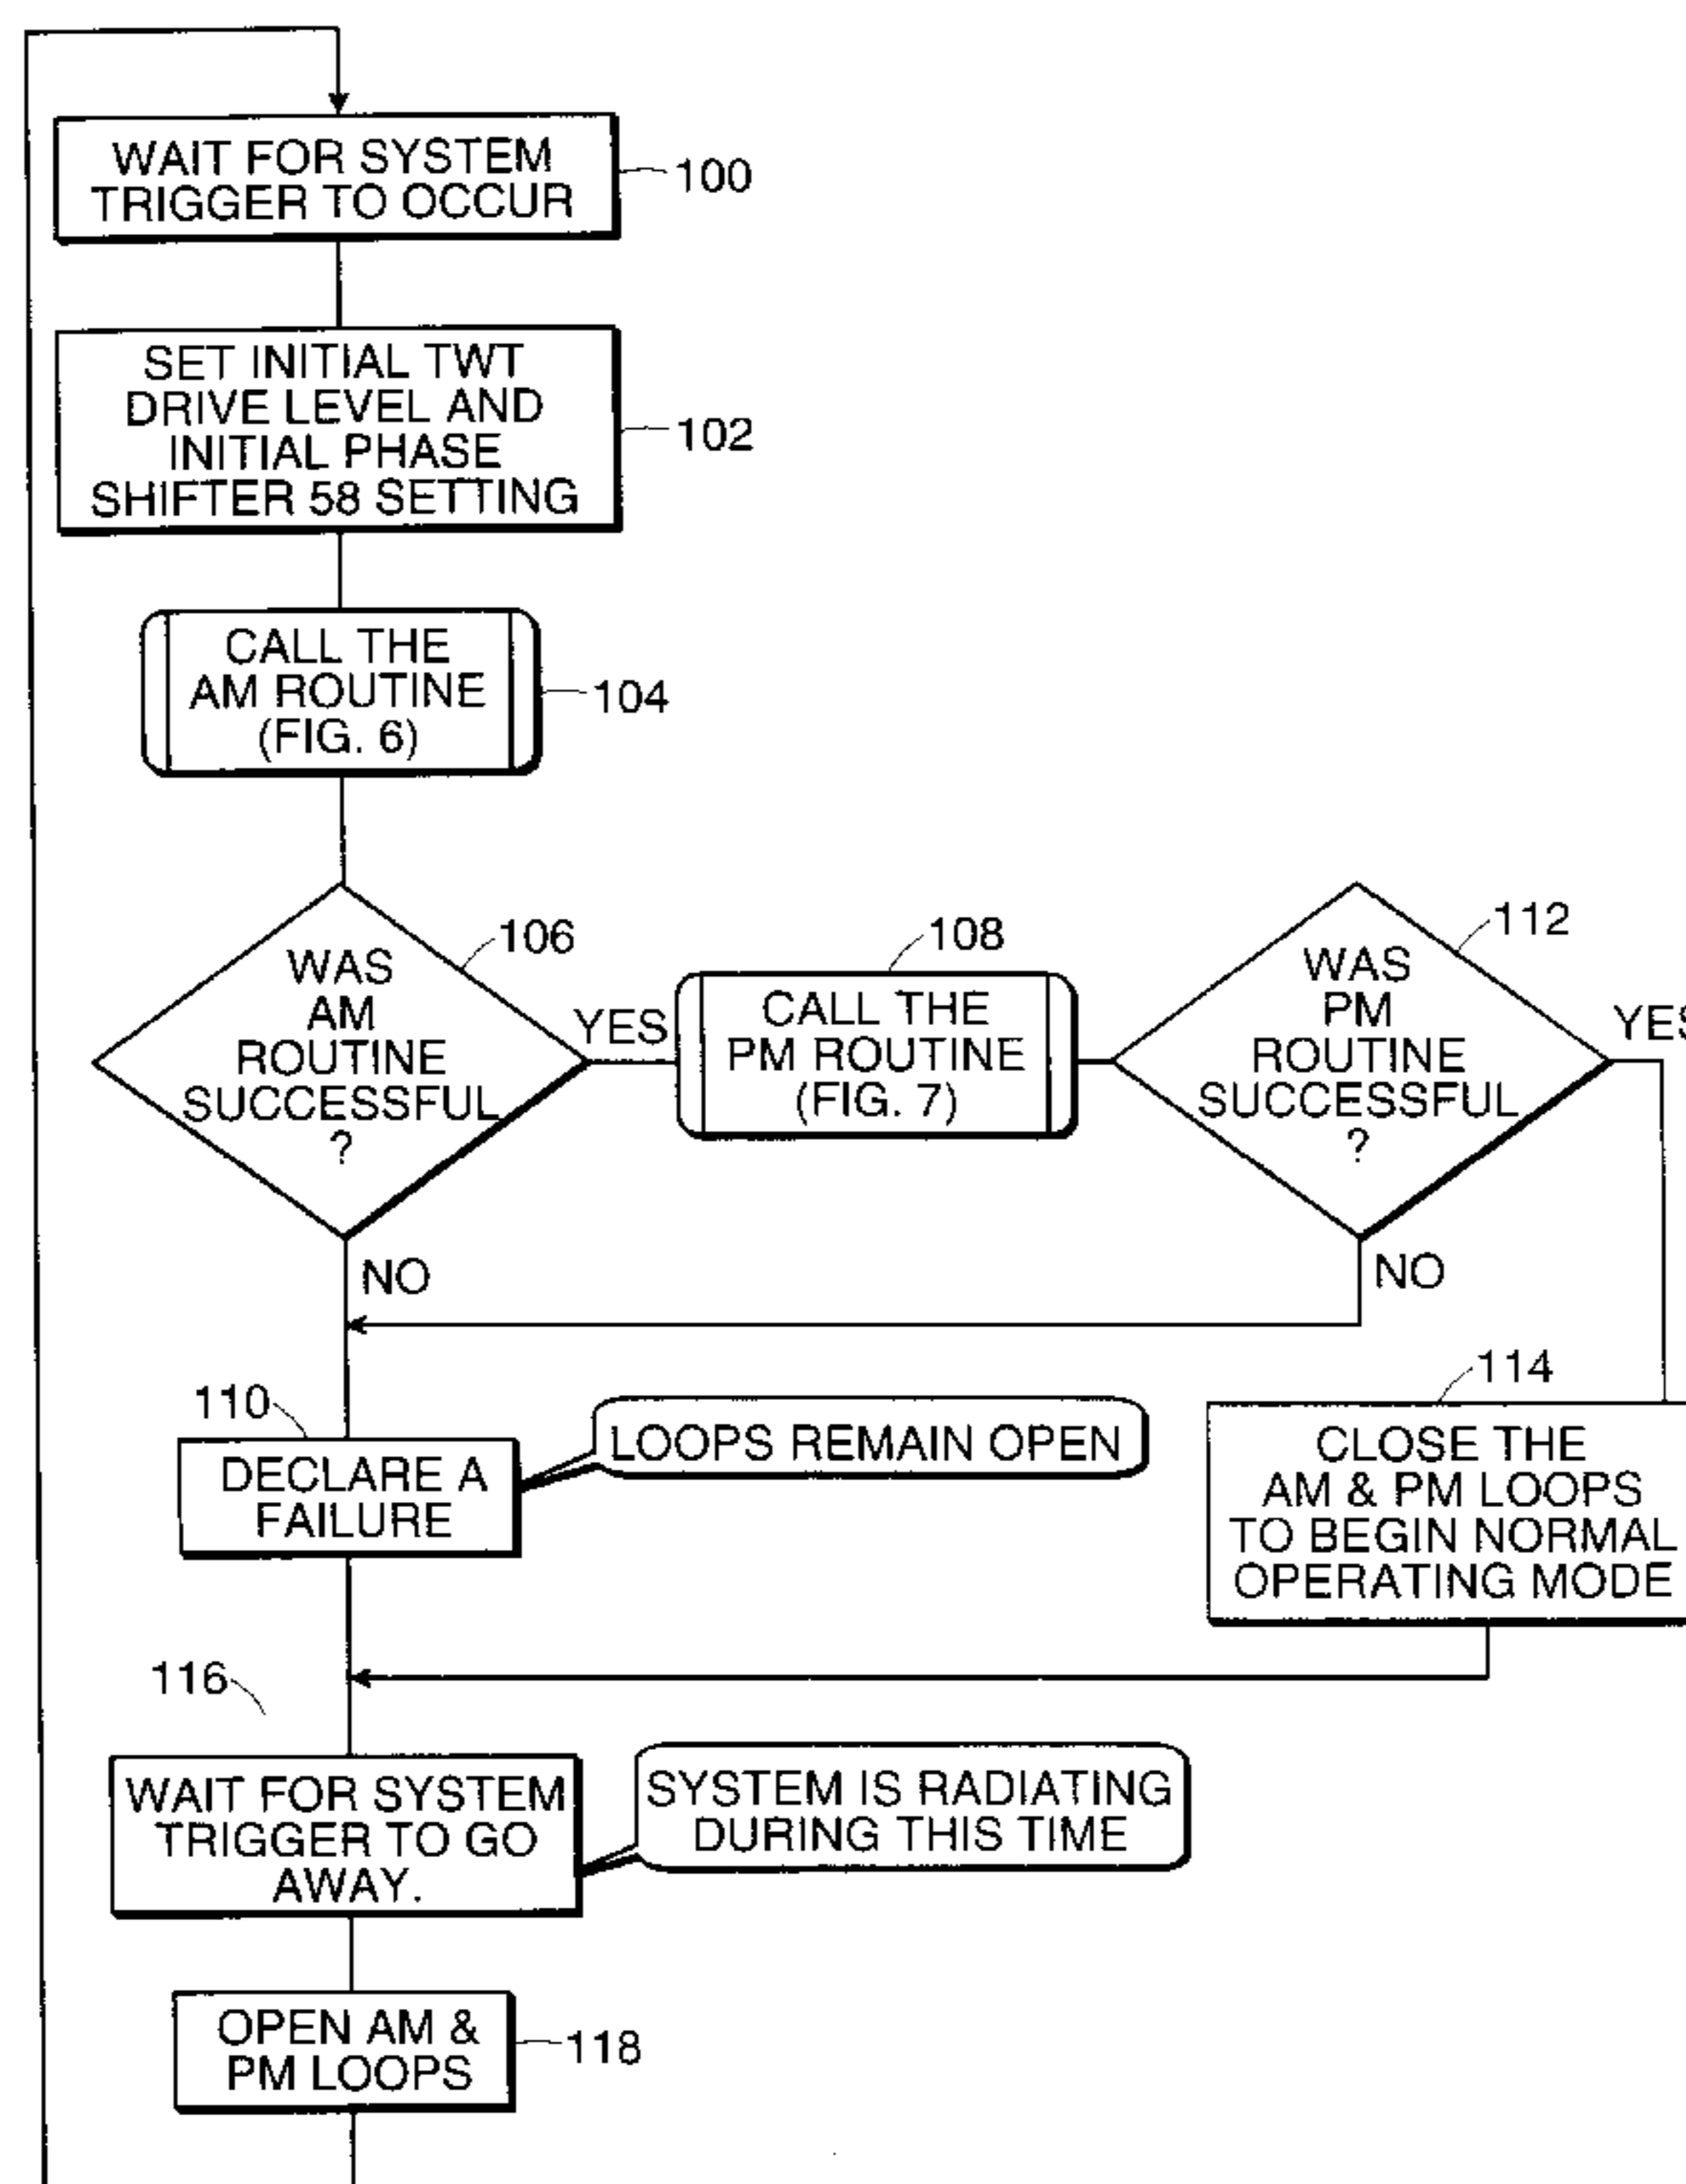 WAIT FOR SYSTEM
TRIGGER TO OCCUR
100
SET INITIAL TWT
DRIVE LEVEL AND
INITIAL PHASE
SHIFTER 58 SETTING
102
CALL THE
AM ROUTINE
(FIG. 6)
104
WAS
AM
ROUTINE
SUCCESSFUL
?
106
YES
CALL THE
PM ROUTINE
(FIG. 7)
108
WAS
PM
ROUTINE
SUCCESSFUL
?
112
YES
NO
NO
110
DECLARE A
FAILURE
LOOPS REMAIN OPEN
114
CLOSE THE
AM & PM LOOPS
TO BEGIN NORMAL
OPERATING MODE
116
WAIT FOR SYSTEM
TRIGGER TO GO
AWAY.
SYSTEM IS RADIATING
DURING THIS TIME
OPEN AM &
PM LOOPS
118